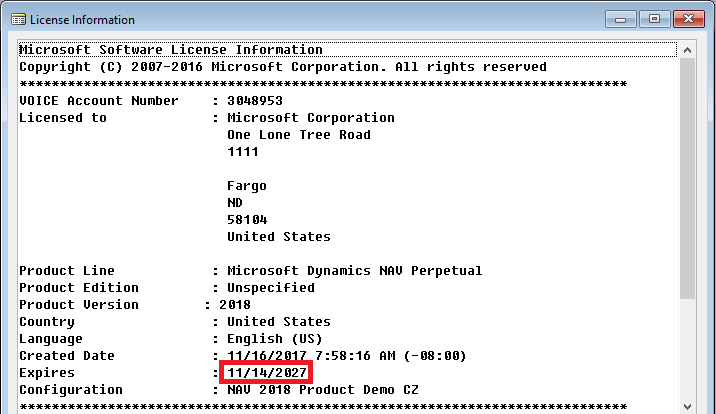 License Information
Microsoft Software License Information
Copyright (C) 2007-2016 Microsoft Corporation. All rights reserved
******************************************************************************
VOICE Account Number : 3048953
Licensed to : Microsoft Corporation
One Lone Tree Road
1111
Fargo
ND
58104
United States
Product Line : Microsoft Dynamics NAV Perpetual
Product Edition : Unspecified
Product Version : 2018
Country : United States
Language : English (US)
Created Date : 11/16/2017 7:58:16 AM (-08:00)
Expires : 11/14/2027
Configuration : NAV 2018 Product Demo CZ
******************************************************************************